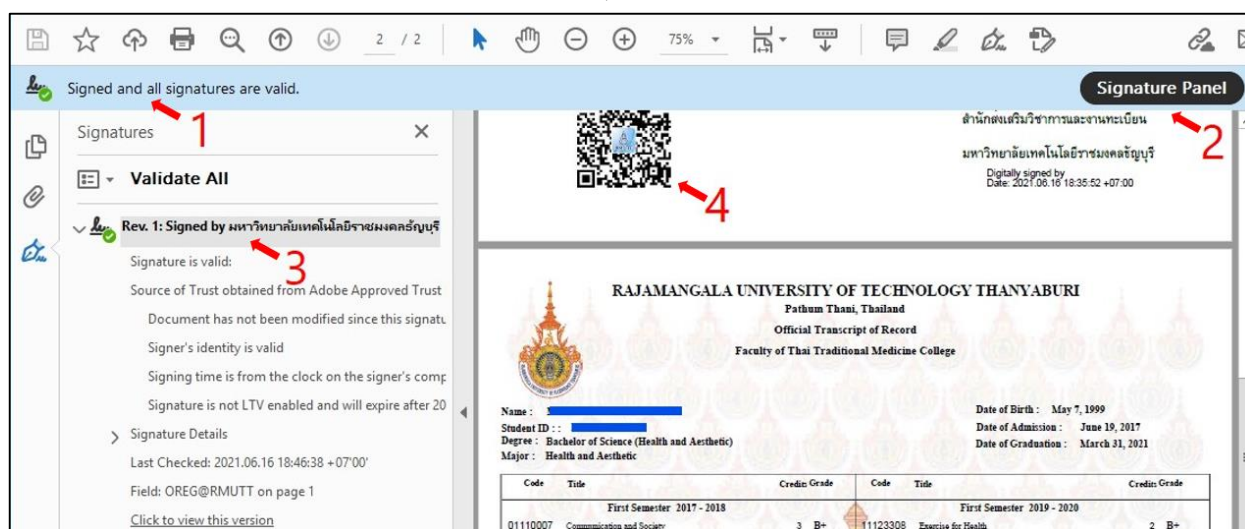 2 / 2
75%
Signed and all signatures are valid.
Signature Panel
1
2
Signatures
Validate All
Rev. 1: Signed by มหาวิทยาลัยเทคโนโลยีราชมงคลธัญบุรี
3
Signature is valid:
Source of Trust obtained from Adobe Approved Trust
Document has not been modified since this signatu
Signer's identity is valid
Signing time is from the clock on the signer's comp
Signature is not LTV enabled and will expire after 20
Signature Details
Last Checked: 2021.06.16 18:46:38 +07'00'
Field: OREG@RMUTT on page 1
Click to view this version
4
สำนักส่งเสริมวิชาการและงานทะเบียน
มหาวิทยาลัยเทคโนโลยีราชมงคลธัญบุรี
Digitally signed by
Date: 2021.06.16 18:35:52 +07:00
RAJAMANGALA UNIVERSITY OF TECHNOLOGY THANYABURI
Pathum Thani, Thailand
Official Transcript of Record
Faculty of Thai Traditional Medicine College
Name :
Student ID : :
Degree : Bachelor of Science (Health and Aesthetic)
Major : Health and Aesthetic
Date of Birth : May 7, 1999
Date of Admission : June 19, 2017
Date of Graduation : March 31, 2021
Code Title Credits Grade Code Title Credits Grade
First Semester 2017 - 2018 First Semester 2019 - 2020
01110007 Communication and Society 3 B+ 11123308 Exercise for Health 2 B+